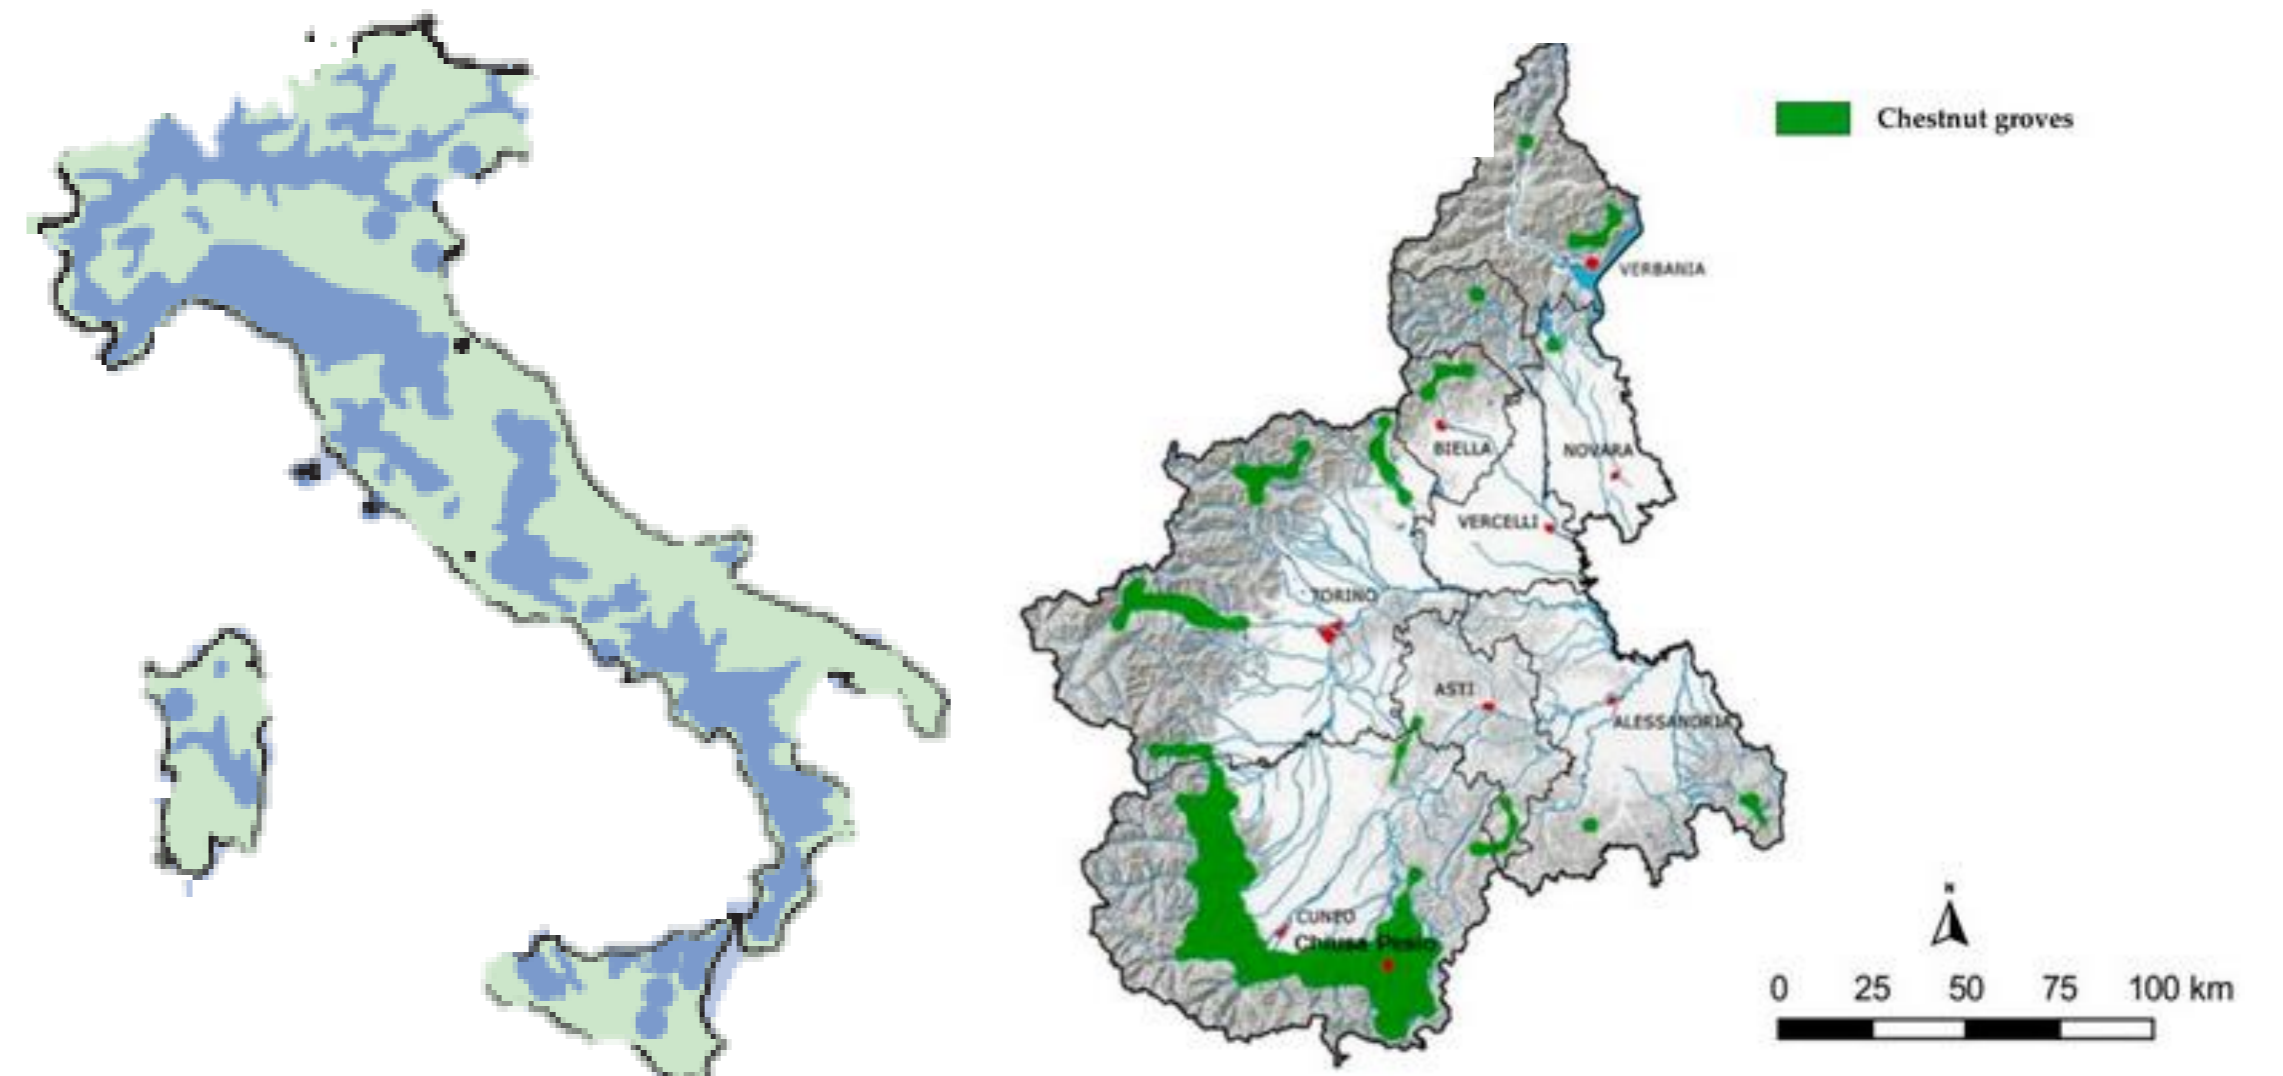 Chestnut groves
VERBANIA
BIELLA
NOVARA
VERCELLI
TORINO
ASTI
ALESSANDRIA
CUNEO
Chiusa Pesio
N
0 25 50 75 100 km